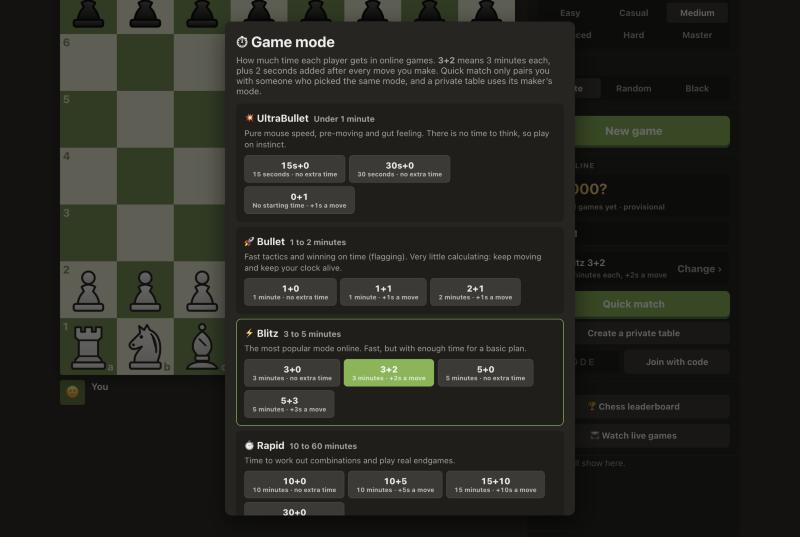 Easy Casual Medium
6
Game mode
Hard Master
How much time each player gets in online games. 3+2 means 3 minutes each,
plus 2 seconds added after every move you make. Quick match only pairs you
with someone who picked the same mode, and a private table uses its maker's
mode.
5
Random Black
UltraBullet Under 1 minute
Pure mouse speed, pre-moving and gut feeling. There is no time to think, so play
on instinct.
New game
4
15s+0 30s+0
15 seconds · no extra time 30 seconds · no extra time
0+1
No starting time · +1s a move
games yet · provisional
3
Bullet 1 to 2 minutes
Fast tactics and winning on time (flagging). Very little calculating: keep moving
and keep your clock alive.
3+2
Change ›
2
1+0 1+1 2+1
1 minute · no extra time 1 minute · +1s a move 2 minutes · +1s a move
Quick match
1
Blitz 3 to 5 minutes
Create a private table
The most popular mode online. Fast, but with enough time for a basic plan.
3+0 3+2 5+0
3 minutes · no extra time 3 minutes · +2s a move 5 minutes · no extra time
Join with code
a b
You
5+3
5 minutes · +3s a move
Chess leaderboard
Watch live games
Rapid 10 to 60 minutes
Time to work out combinations and play real endgames.
show here.
10+0 10+5 15+10
10 minutes · no extra time 10 minutes · +5s a move 15 minutes · +10s a move
30+0